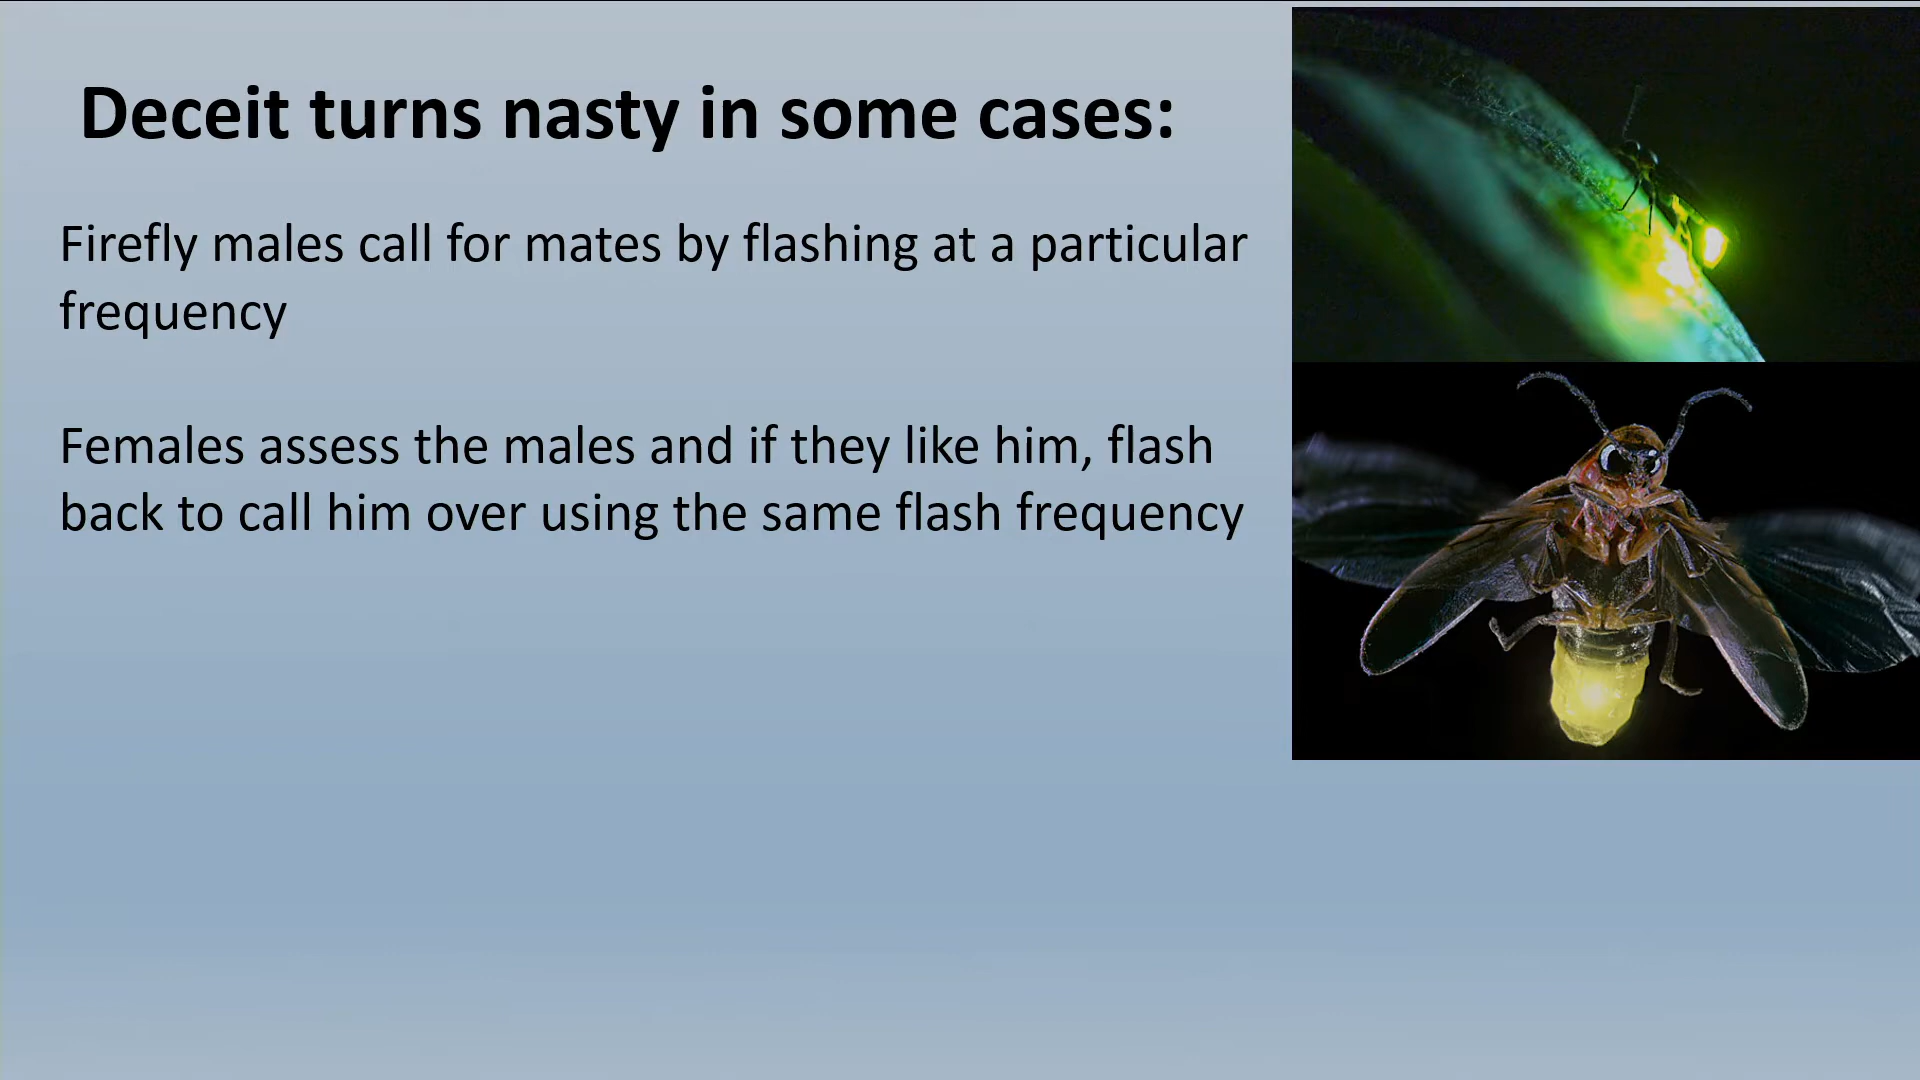 Deceit turns nasty in some cases:
Firefly males call for mates by flashing at a particular
frequency
Females assess the males and if they like him, flash
back to call him over using the same flash frequency